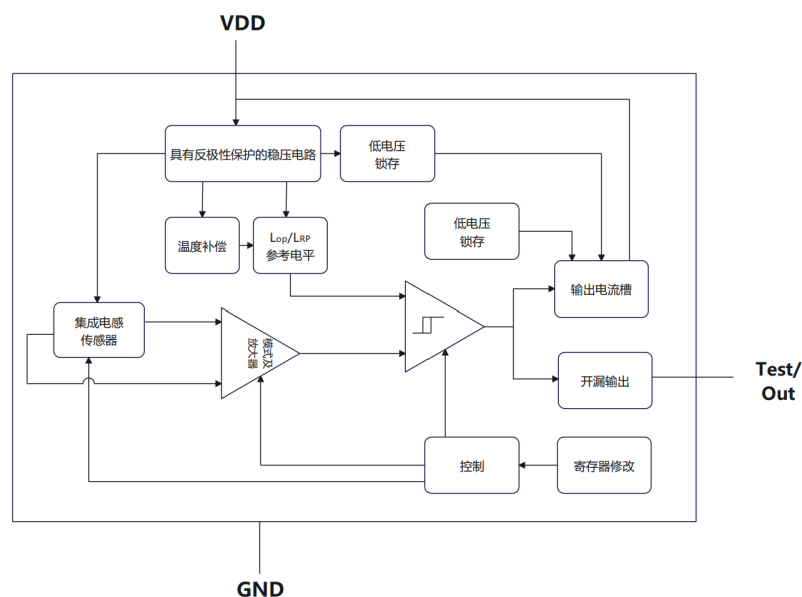 VDD
具有反极性保护的稳压电路
低电压
锁存
温度补偿
LOP/LRP
参考电平
低电压
锁存
输出电流槽
集成电感
传感器
模式及
放大器
开漏输出
Test/
Out
控制
寄存器修改
GND